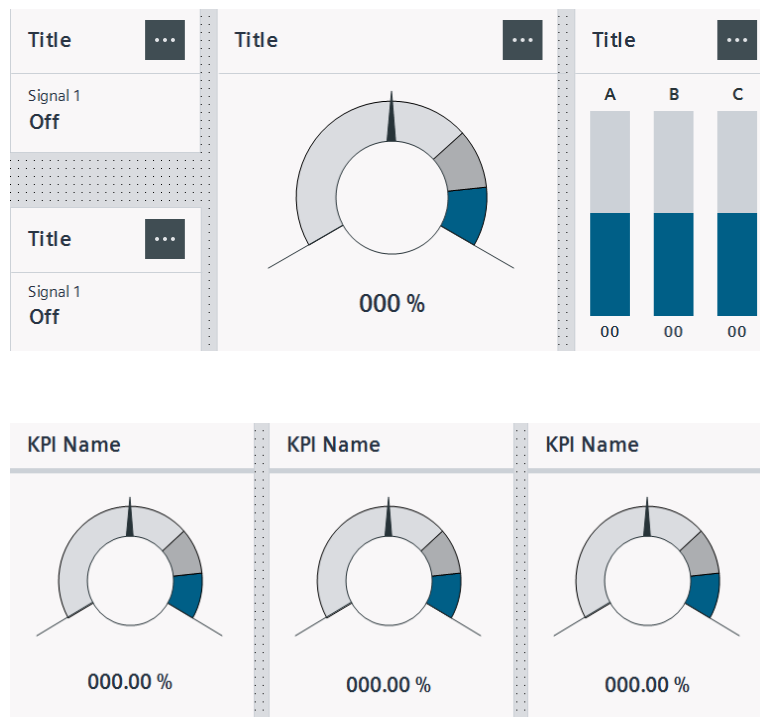 Title
...
Signal 1
Off
Title
...
Signal 1
Off
Title
...
000 %
Title
...
A B C
00 00 00
KPI Name
000.00 %
KPI Name
000.00 %
KPI Name
000.00 %